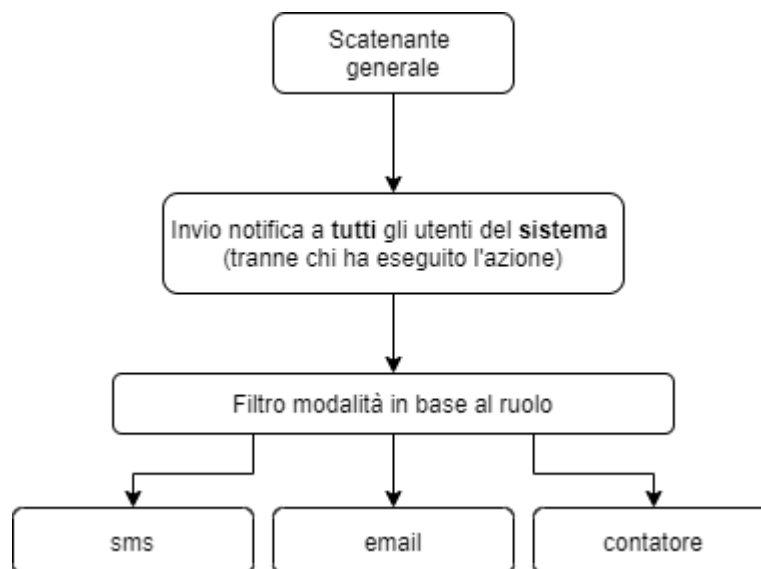 Scatenante
generale
Invio notifica a tutti gli utenti del sistema
(tranne chi ha eseguito l'azione)
Filtro modalità in base al ruolo
sms
email
contatore